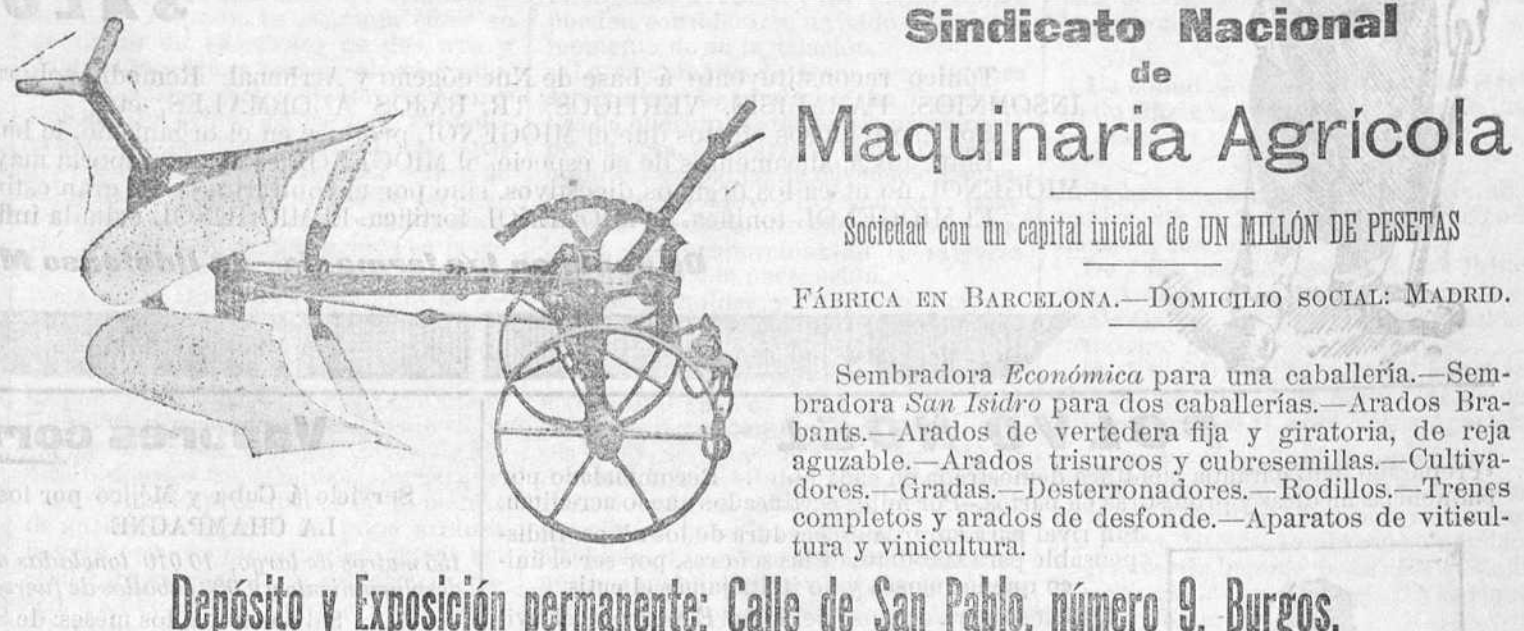 Sindicato Nacional
de
Maquinaria Agrícola
Sociedad con un capital inicial de UN MILLÓN DE PESETAS
FÁBRICA EN BARCELONA.—DOMICILIO SOCIAL: MADRID.
Sembradora Económica para una caballería.—Sem-
bradora San Isidro para dos caballerías.—Arados Bra-
bants.—Arados de vertedera fija y giratoria, de reja
aguzable.—Arados trisurcos y cubresemillas.—Cultiva-
dores.—Gradas.—Desterronadores.—Rodillos.—Trenes
completos y arados de desfonde.—Aparatos de viticul-
tura y vinicultura.
Depósito y Exposición permanente: Calle de San Pablo, número 9, Burgos.